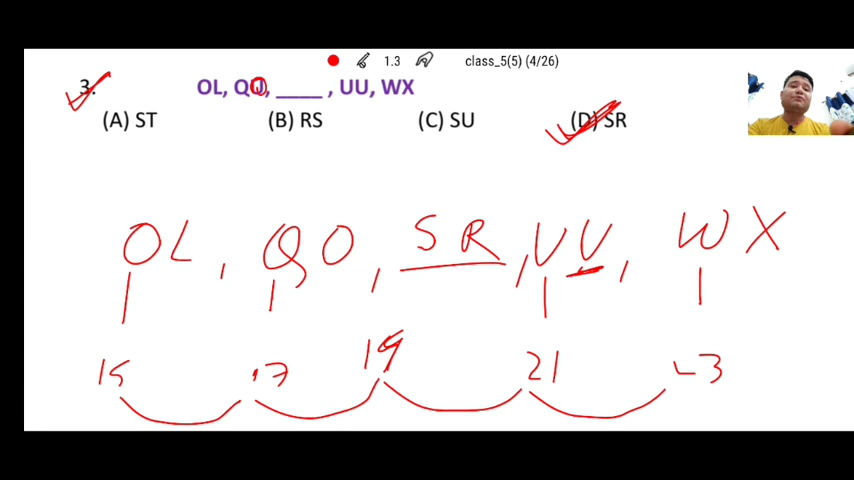 1.3 class_5(5) (4/26)
3. OL, QO, ____ , UU, WX
(A) ST (B) RS (C) SU (D) SR
OL, QO, SR, UU, WX
15 17 19 21 23